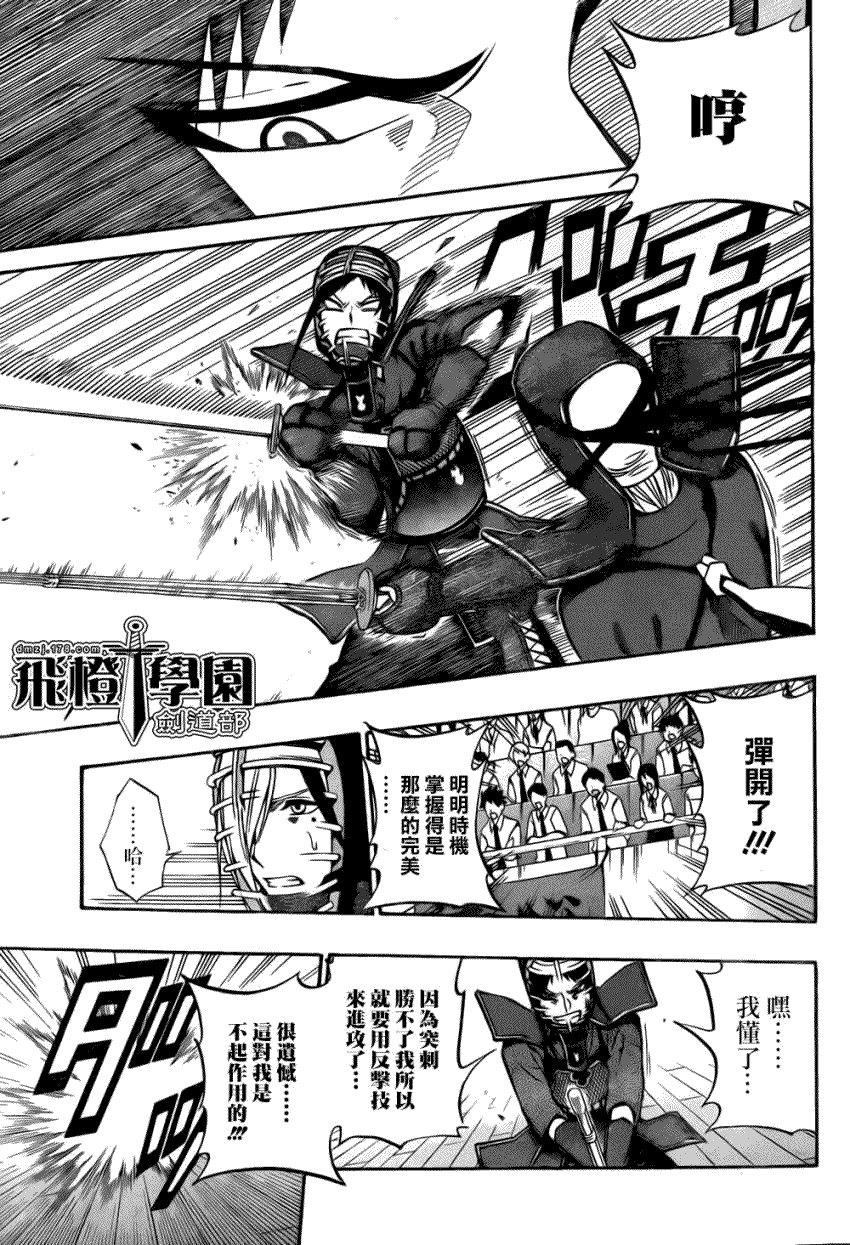 哼
彈開了!!!
明明時機
掌握得是
那麼的完美
……
……哈
dmzj.178.com
飛橙學園
劍道部
嘿……
我懂了…
因為突刺
勝不了我所以
就要用反擊技
來進攻了…
很遺憾……
這對我是
不起作用的!!!